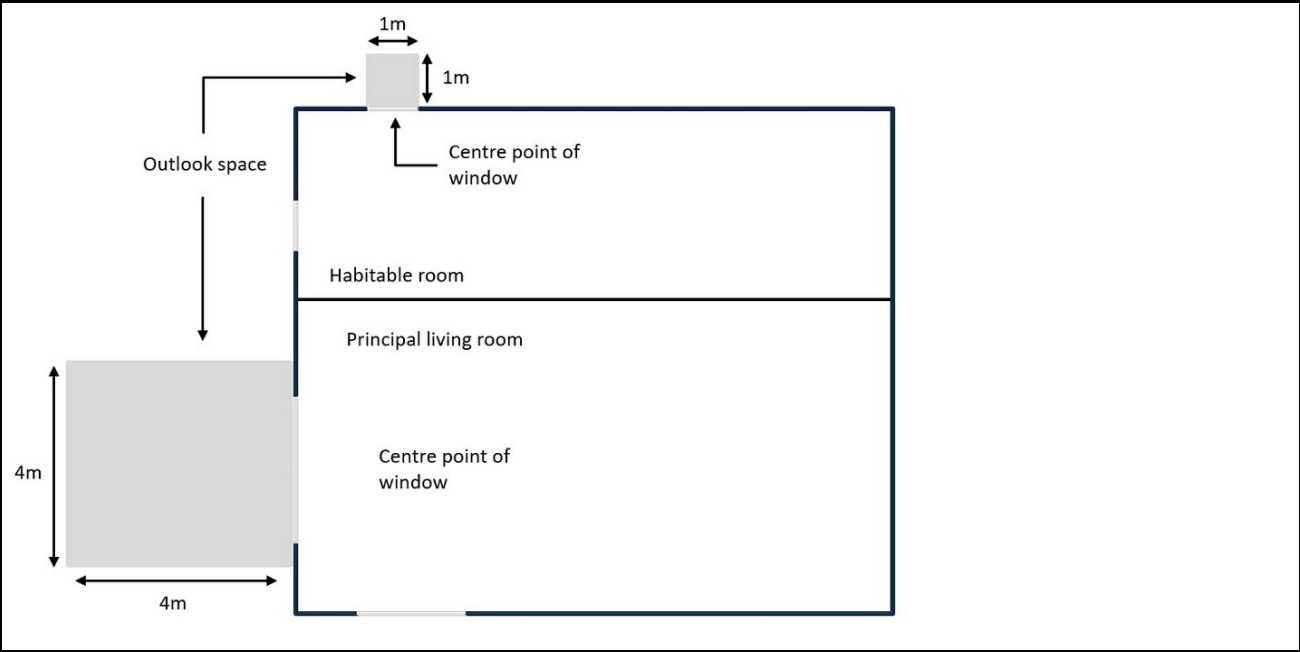 1m
1m
Outlook space
Centre point of
window
Habitable room
Principal living room
Centre point of
window
4m
4m